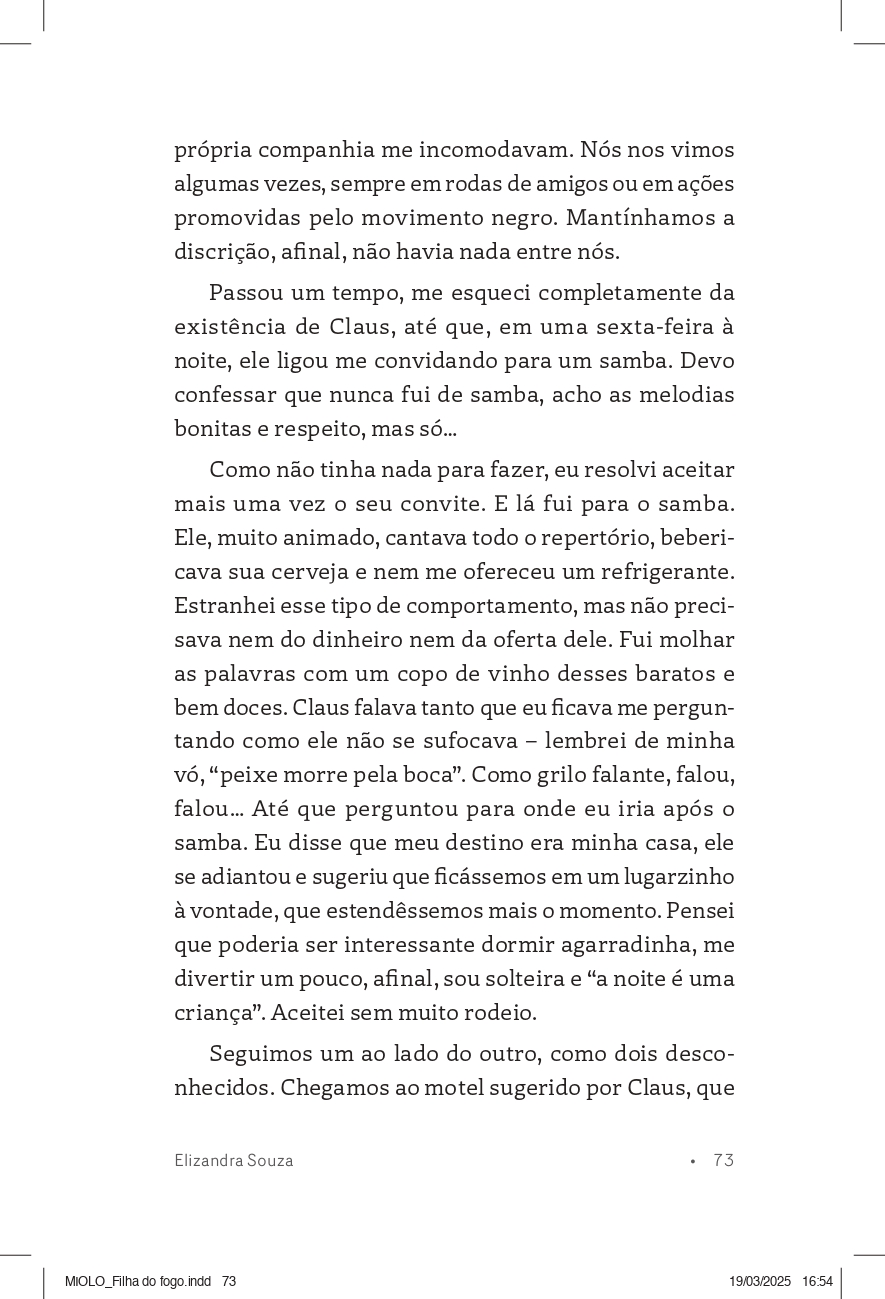 própria companhia me incomodavam. Nós nos vimos
algumas vezes, sempre em rodas de amigos ou em ações
promovidas pelo movimento negro. Mantínhamos a
discrição, afinal, não havia nada entre nós.
Passou um tempo, me esqueci completamente da
existência de Claus, até que, em uma sexta-feira à
noite, ele ligou me convidando para um samba. Devo
confessar que nunca fui de samba, acho as melodias
bonitas e respeito, mas só...
Como não tinha nada para fazer, eu resolvi aceitar
mais uma vez o seu convite. E lá fui para o samba.
Ele, muito animado, cantava todo o repertório, beberi-
cava sua cerveja e nem me ofereceu um refrigerante.
Estranhei esse tipo de comportamento, mas não preci-
sava nem do dinheiro nem da oferta dele. Fui molhar
as palavras com um copo de vinho desses baratos e
bem doces. Claus falava tanto que eu ficava me pergun-
tando como ele não se sufocava – lembrei de minha
vó, “peixe morre pela boca”. Como grilo falante, falou,
falou... Até que perguntou para onde eu iria após o
samba. Eu disse que meu destino era minha casa, ele
se adiantou e sugeriu que ficássemos em um lugarzinho
à vontade, que estendêssemos mais o momento. Pensei
que poderia ser interessante dormir agarradinha, me
divertir um pouco, afinal, sou solteira e “a noite é uma
criança”. Aceitei sem muito rodeio.
Seguimos um ao lado do outro, como dois desco-
nhecidos. Chegamos ao motel sugerido por Claus, que
Elizandra Souza • 73
MIOLO_Filha do fogo.indd 73 19/03/2025 16:54